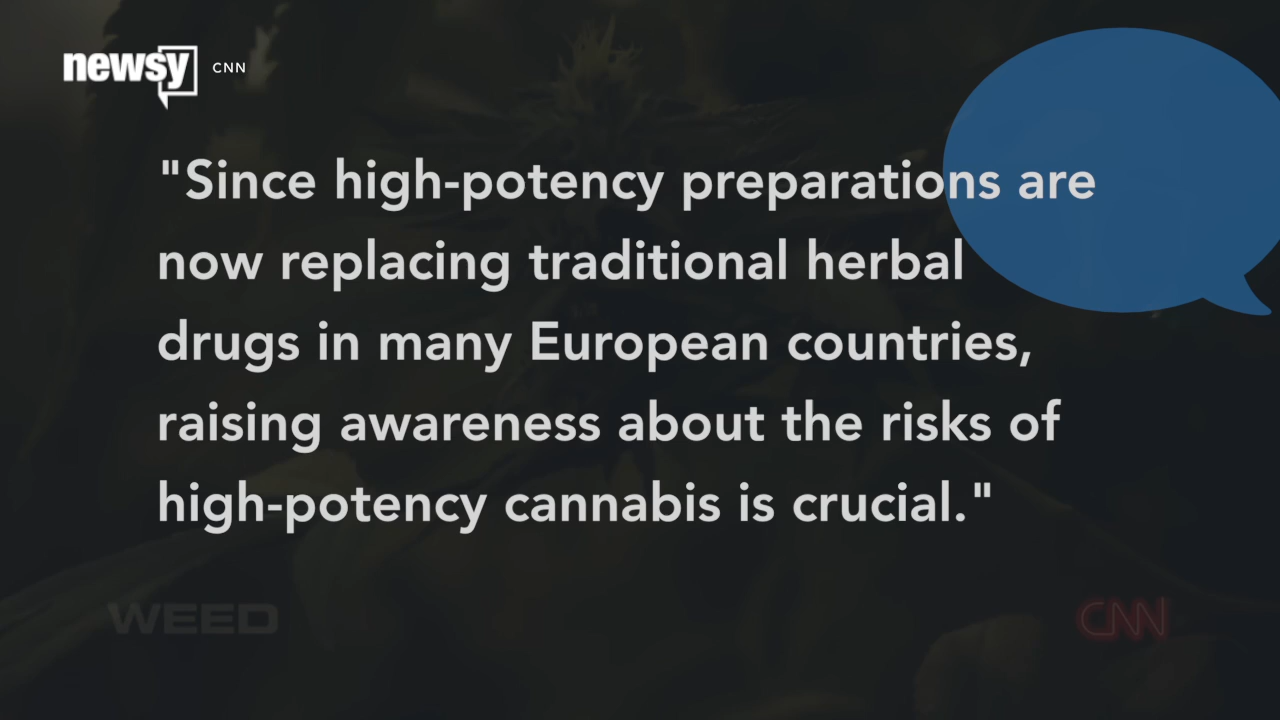 newsy CNN
"Since high-potency preparations are
now replacing traditional herbal
drugs in many European countries,
raising awareness about the risks of
high-potency cannabis is crucial."
WEED CNN